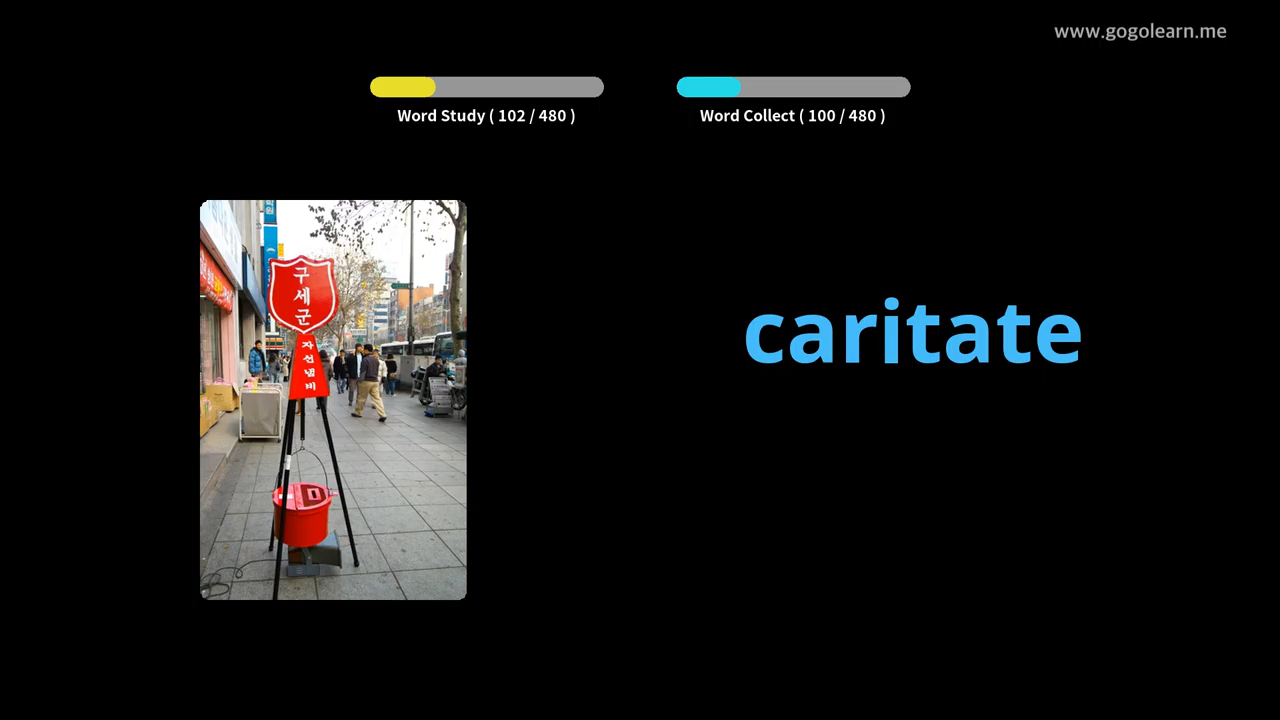 www.gogolearn.me
Word Study ( 102 / 480 )
Word Collect ( 100 / 480 )
구세군
자선냄비
caritate